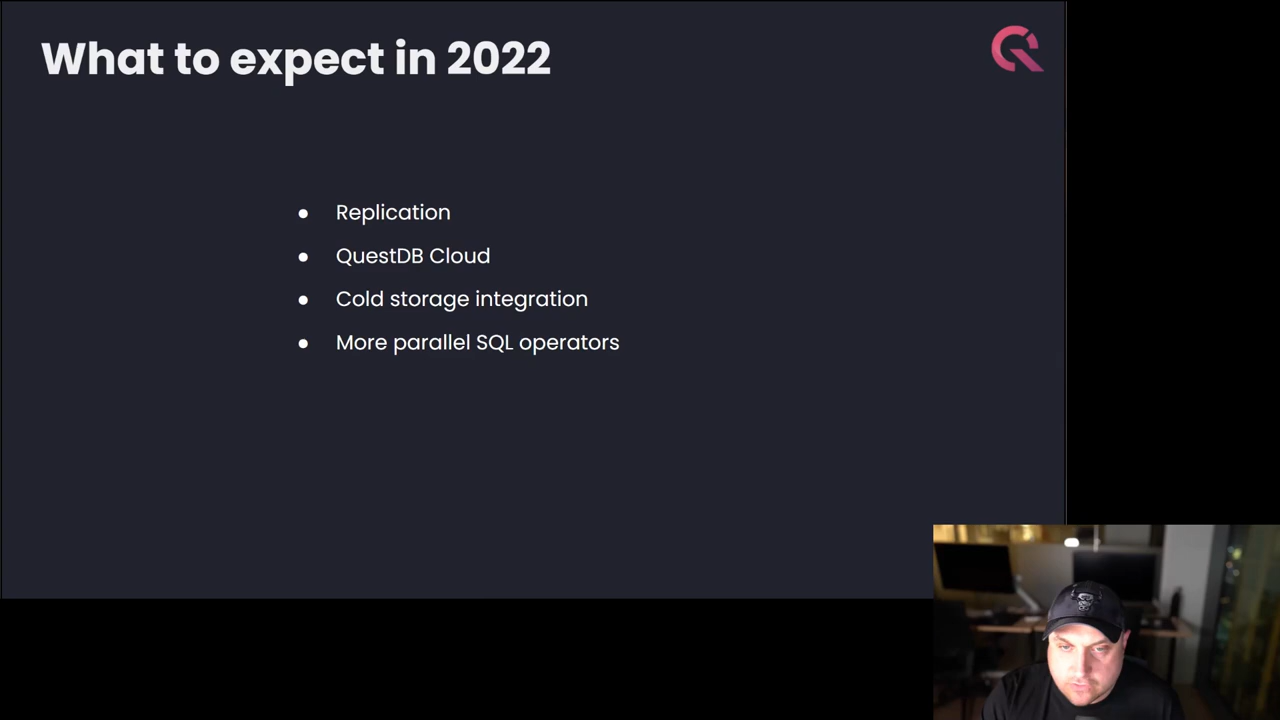 What to expect in 2022
● Replication
● QuestDB Cloud
● Cold storage integration
● More parallel SQL operators